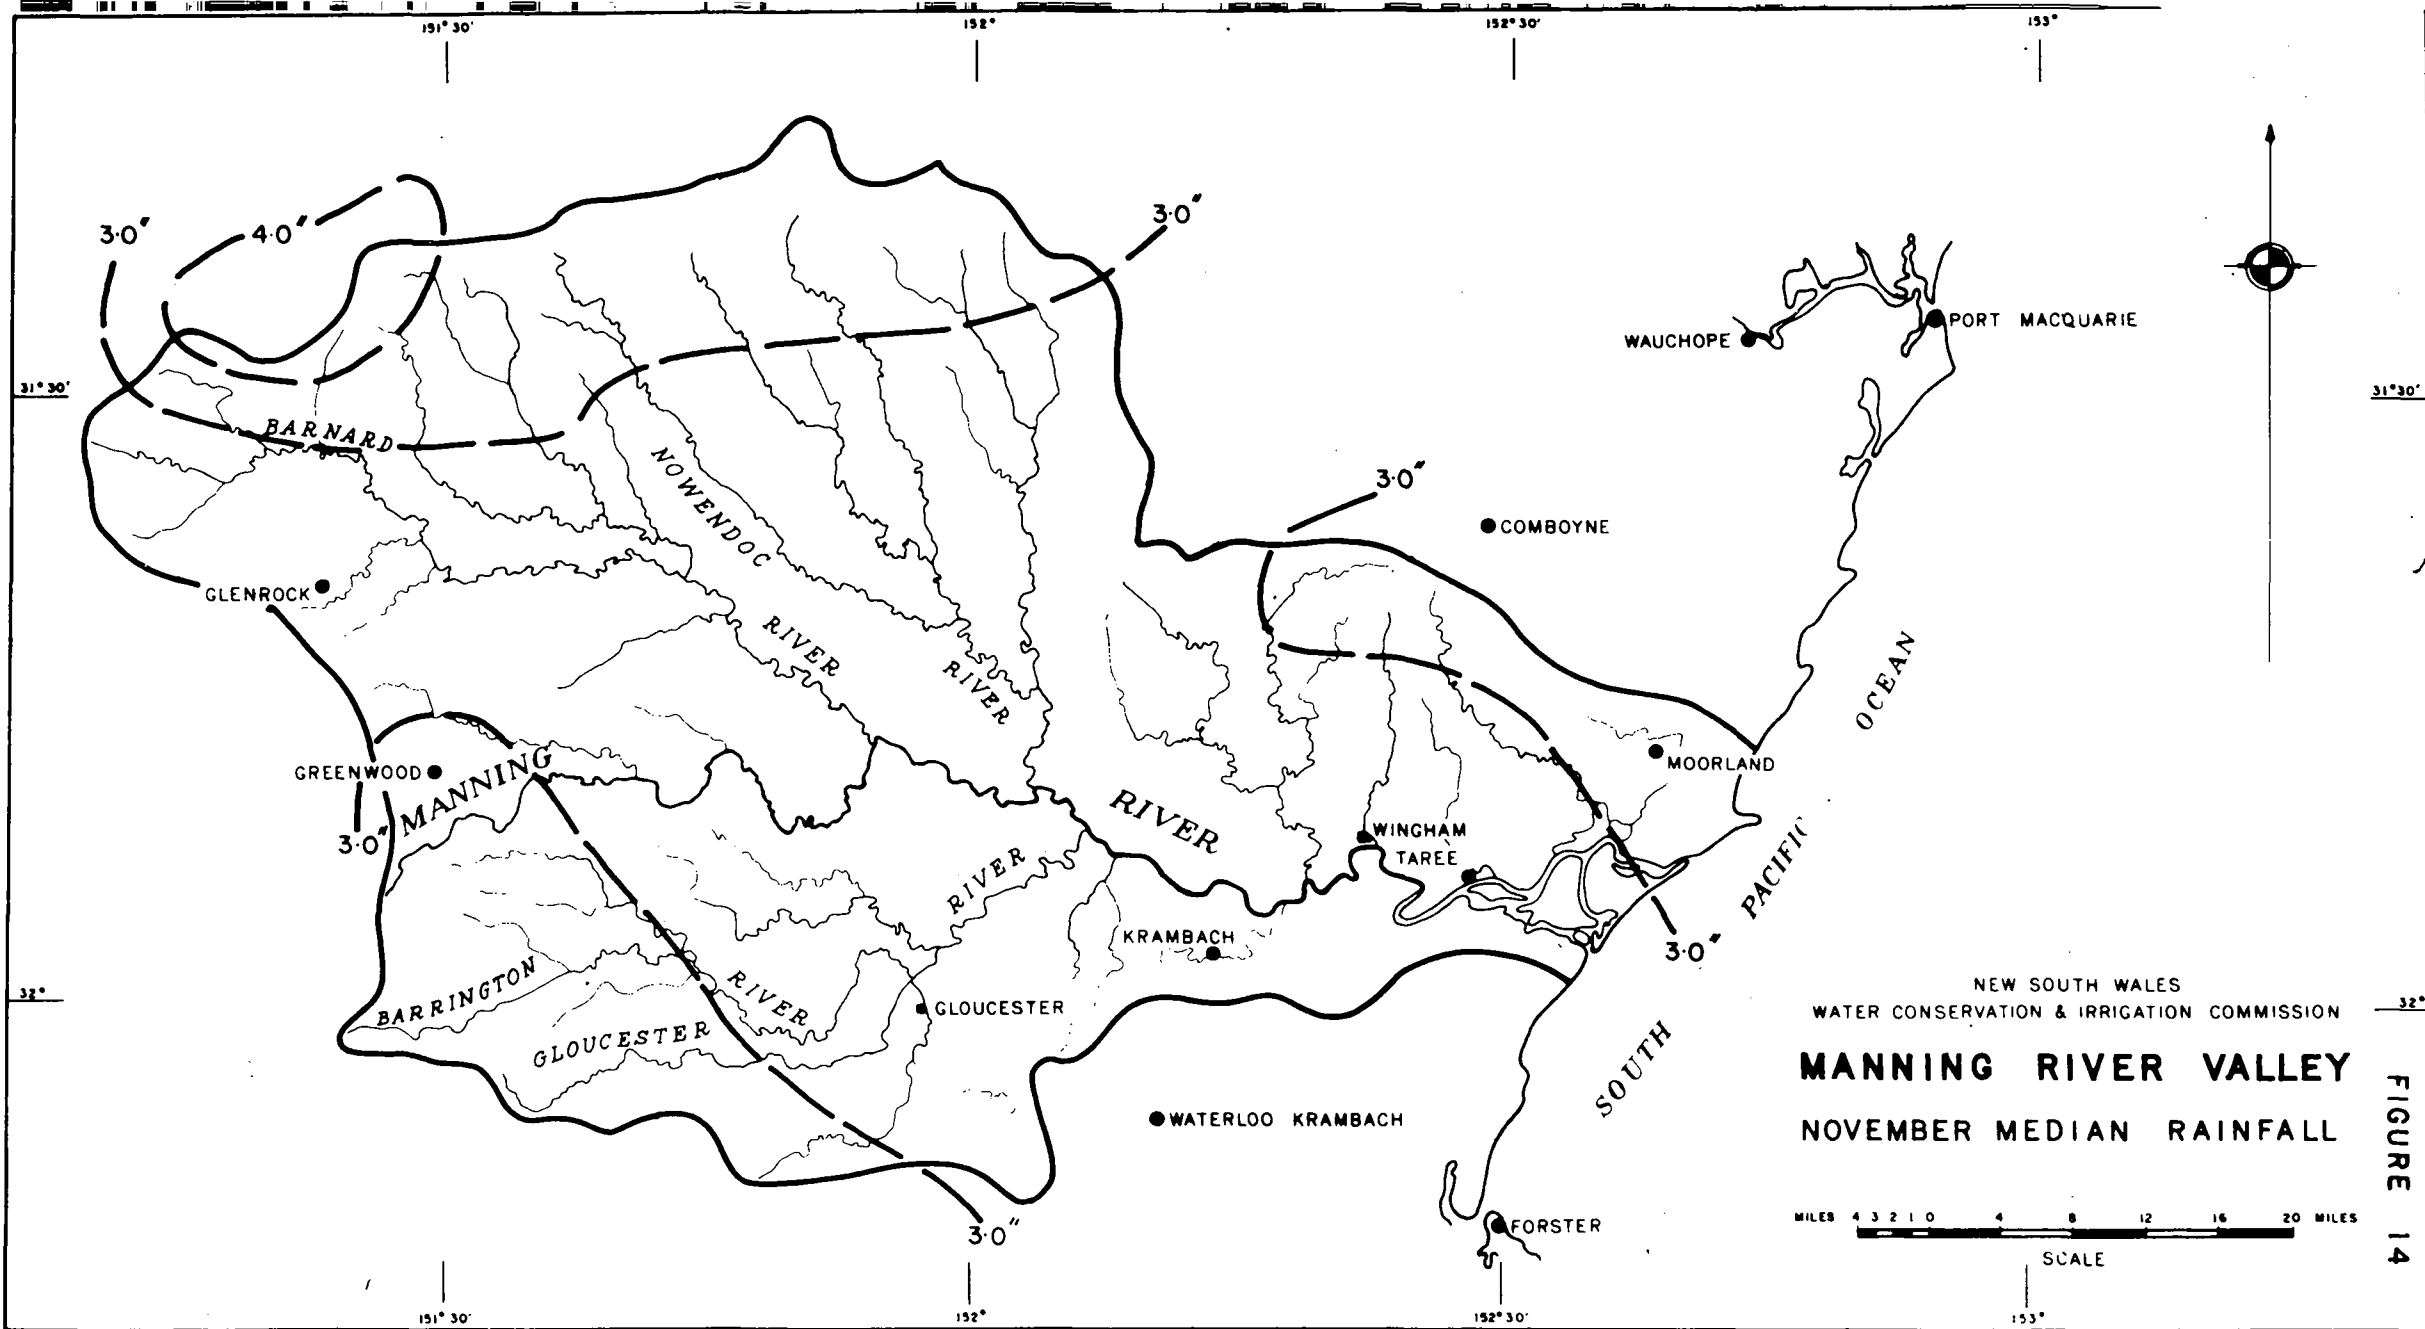 151°30'
152°
152°30'
153°
3.0"
4.0"
3.0"
PORT MACQUARIE
WAUCHOPE
31°30'
31°30'
BARNARD
NOWENDOC
3.0"
COMBOYNE
GLENROCK
RIVER
RIVER
OCEAN
GREENWOOD
MANNING
MOORLAND
3.0"
RIVER
WINGHAM
TAREE
RIVER
PACIFIC
KRAMBACH
3.0"
BARRINGTON
RIVER
NEW SOUTH WALES
32°
32°
GLOUCESTER
WATER CONSERVATION & IRRIGATION COMMISSION
GLOUCESTER
SOUTH
MANNING RIVER VALLEY
WATERLOO KRAMBACH
NOVEMBER MEDIAN RAINFALL
FIGURE 14
3.0"
FORSTER
MILES 4 3 2 1 0 4 8 12 16 20 MILES
SCALE
151°30'
152°
152°30'
153°